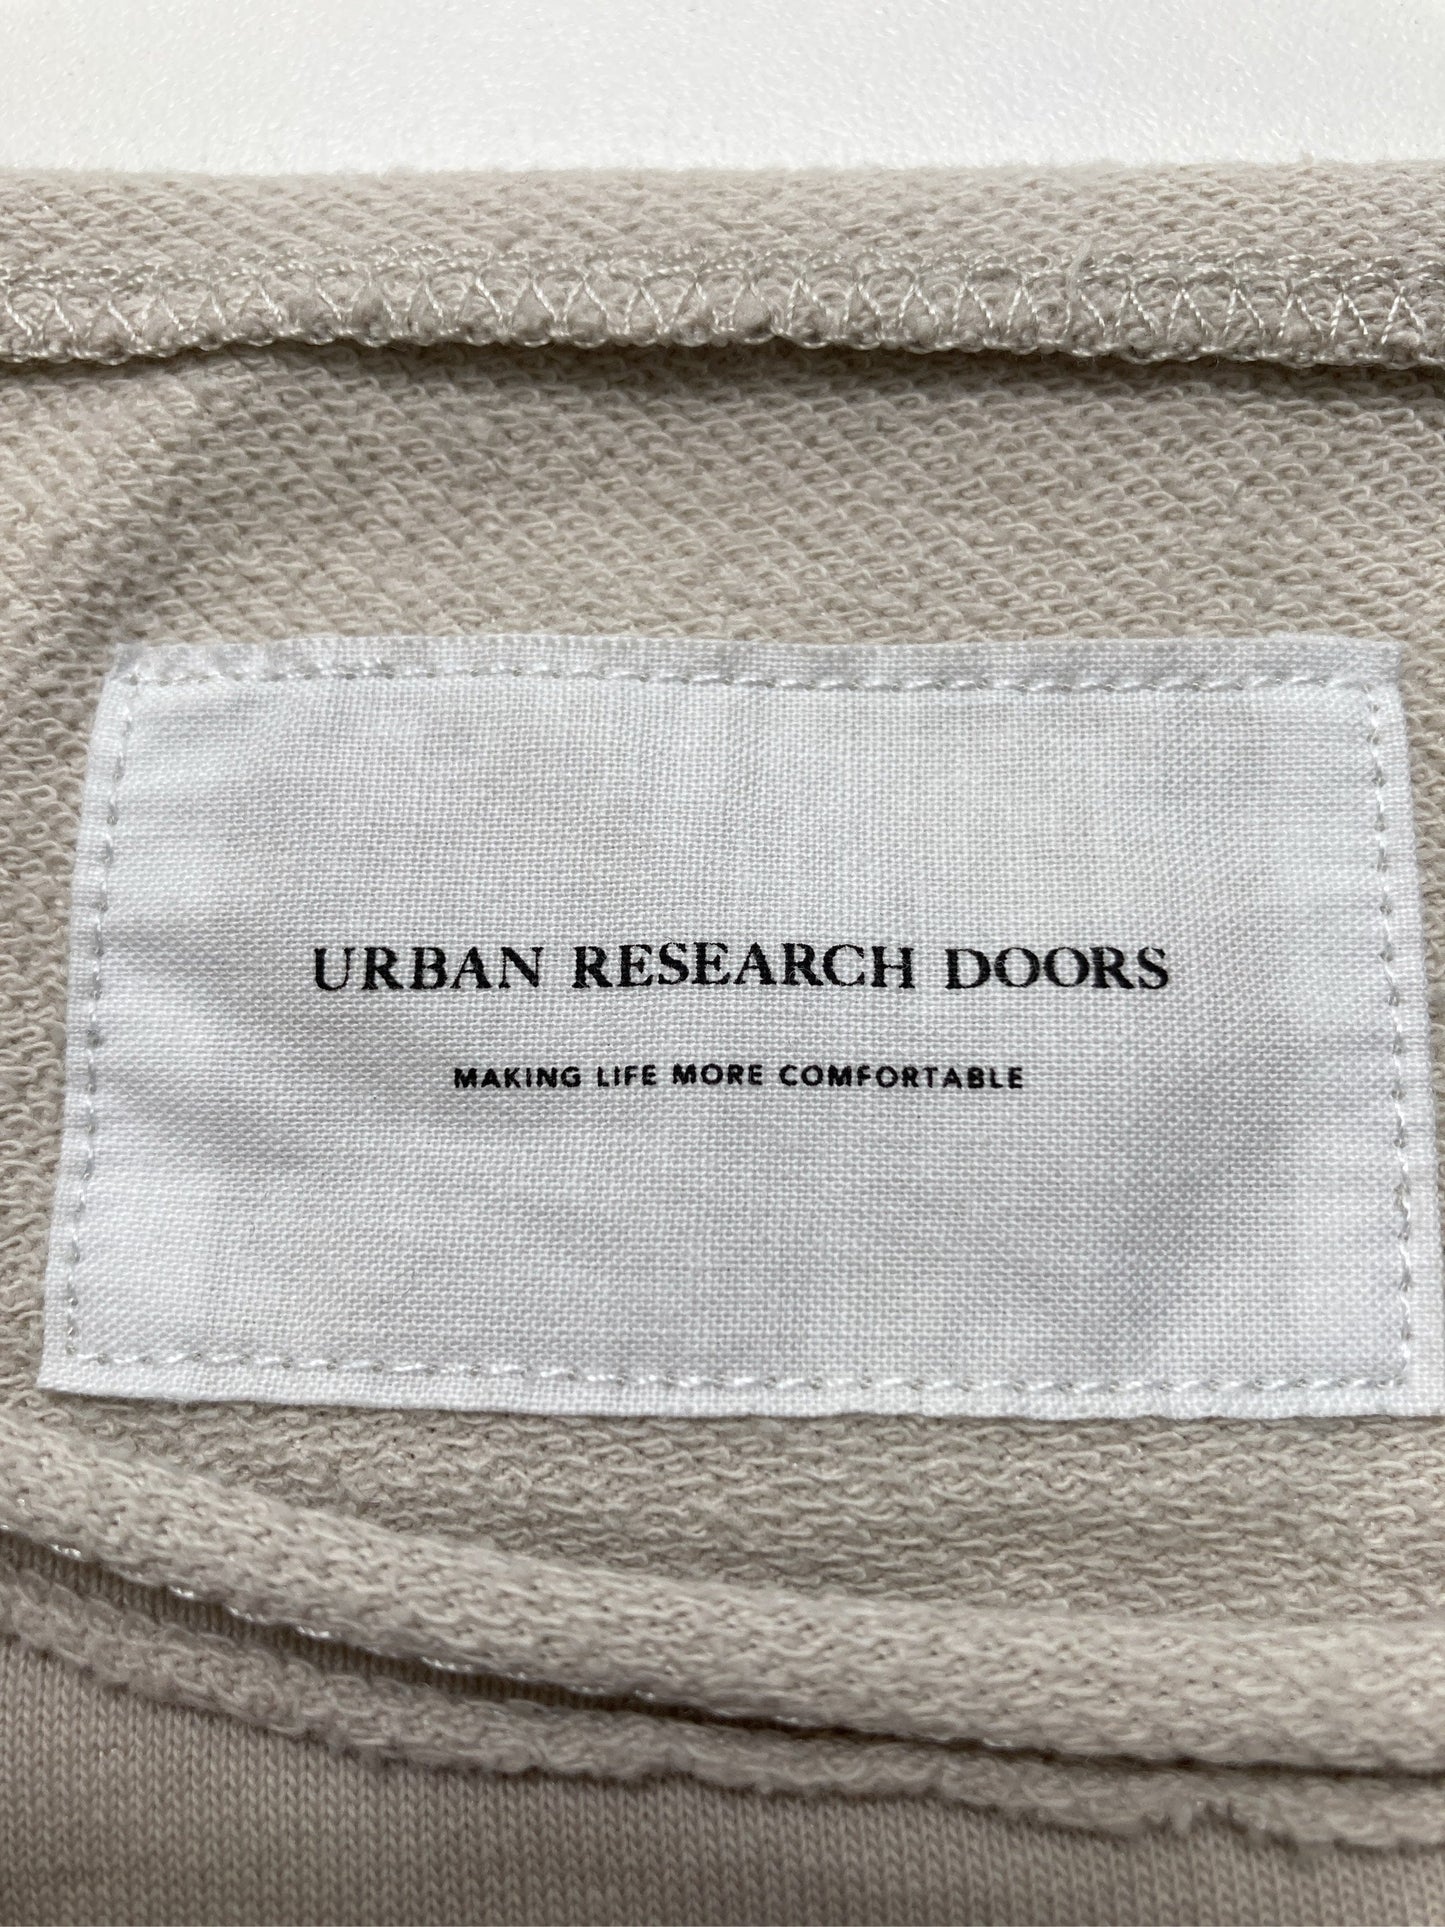 URBAN RESEARCH DOORS
MAKING LIFE MORE COMFORTABLE